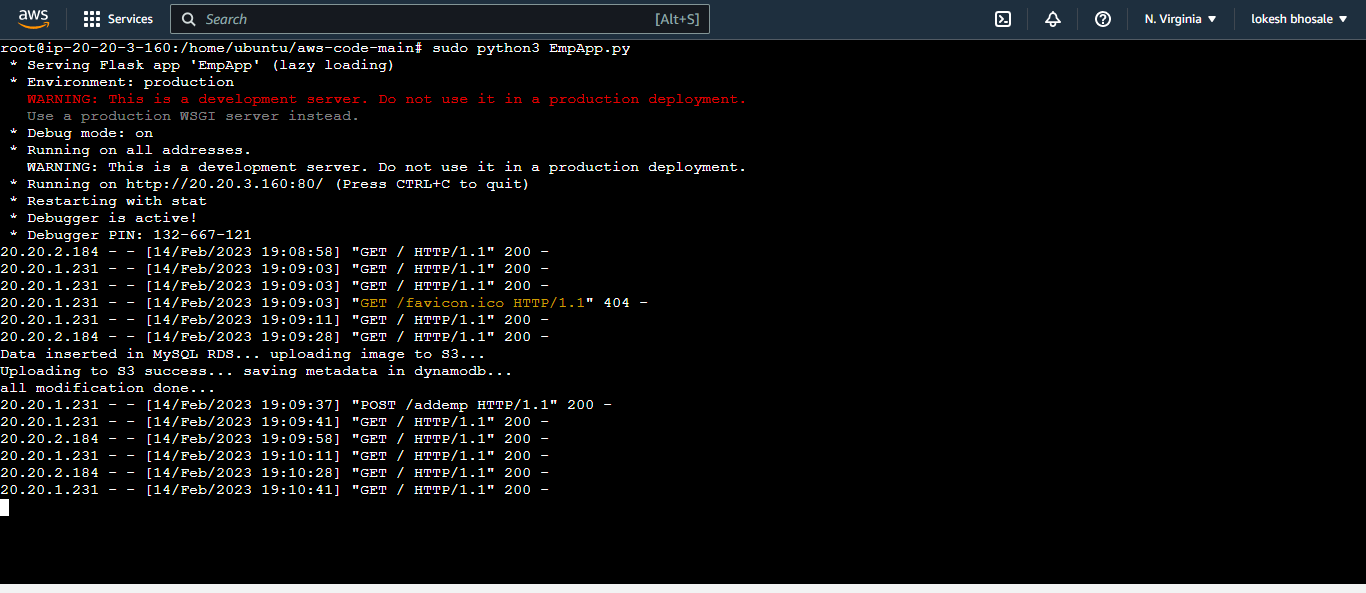 aws Services Search [Alt+S] N. Virginia ▼ lokesh bhosale ▼
root@ip-20-20-3-160:/home/ubuntu/aws-code-main# sudo python3 EmpApp.py
 * Serving Flask app 'EmpApp' (lazy loading)
 * Environment: production
   WARNING: This is a development server. Do not use it in a production deployment.
   Use a production WSGI server instead.
 * Debug mode: on
 * Running on all addresses.
   WARNING: This is a development server. Do not use it in a production deployment.
 * Running on http://20.20.3.160:80/ (Press CTRL+C to quit)
 * Restarting with stat
 * Debugger is active!
 * Debugger PIN: 132-667-121
20.20.2.184 - - [14/Feb/2023 19:08:58] "GET / HTTP/1.1" 200 -
20.20.1.231 - - [14/Feb/2023 19:09:03] "GET / HTTP/1.1" 200 -
20.20.1.231 - - [14/Feb/2023 19:09:03] "GET / HTTP/1.1" 200 -
20.20.1.231 - - [14/Feb/2023 19:09:03] "GET /favicon.ico HTTP/1.1" 404 -
20.20.1.231 - - [14/Feb/2023 19:09:11] "GET / HTTP/1.1" 200 -
20.20.2.184 - - [14/Feb/2023 19:09:28] "GET / HTTP/1.1" 200 -
Data inserted in MySQL RDS... uploading image to S3...
Uploading to S3 success... saving metadata in dynamodb...
all modification done...
20.20.1.231 - - [14/Feb/2023 19:09:37] "POST /addemp HTTP/1.1" 200 -
20.20.1.231 - - [14/Feb/2023 19:09:41] "GET / HTTP/1.1" 200 -
20.20.2.184 - - [14/Feb/2023 19:09:58] "GET / HTTP/1.1" 200 -
20.20.1.231 - - [14/Feb/2023 19:10:11] "GET / HTTP/1.1" 200 -
20.20.2.184 - - [14/Feb/2023 19:10:28] "GET / HTTP/1.1" 200 -
20.20.1.231 - - [14/Feb/2023 19:10:41] "GET / HTTP/1.1" 200 -